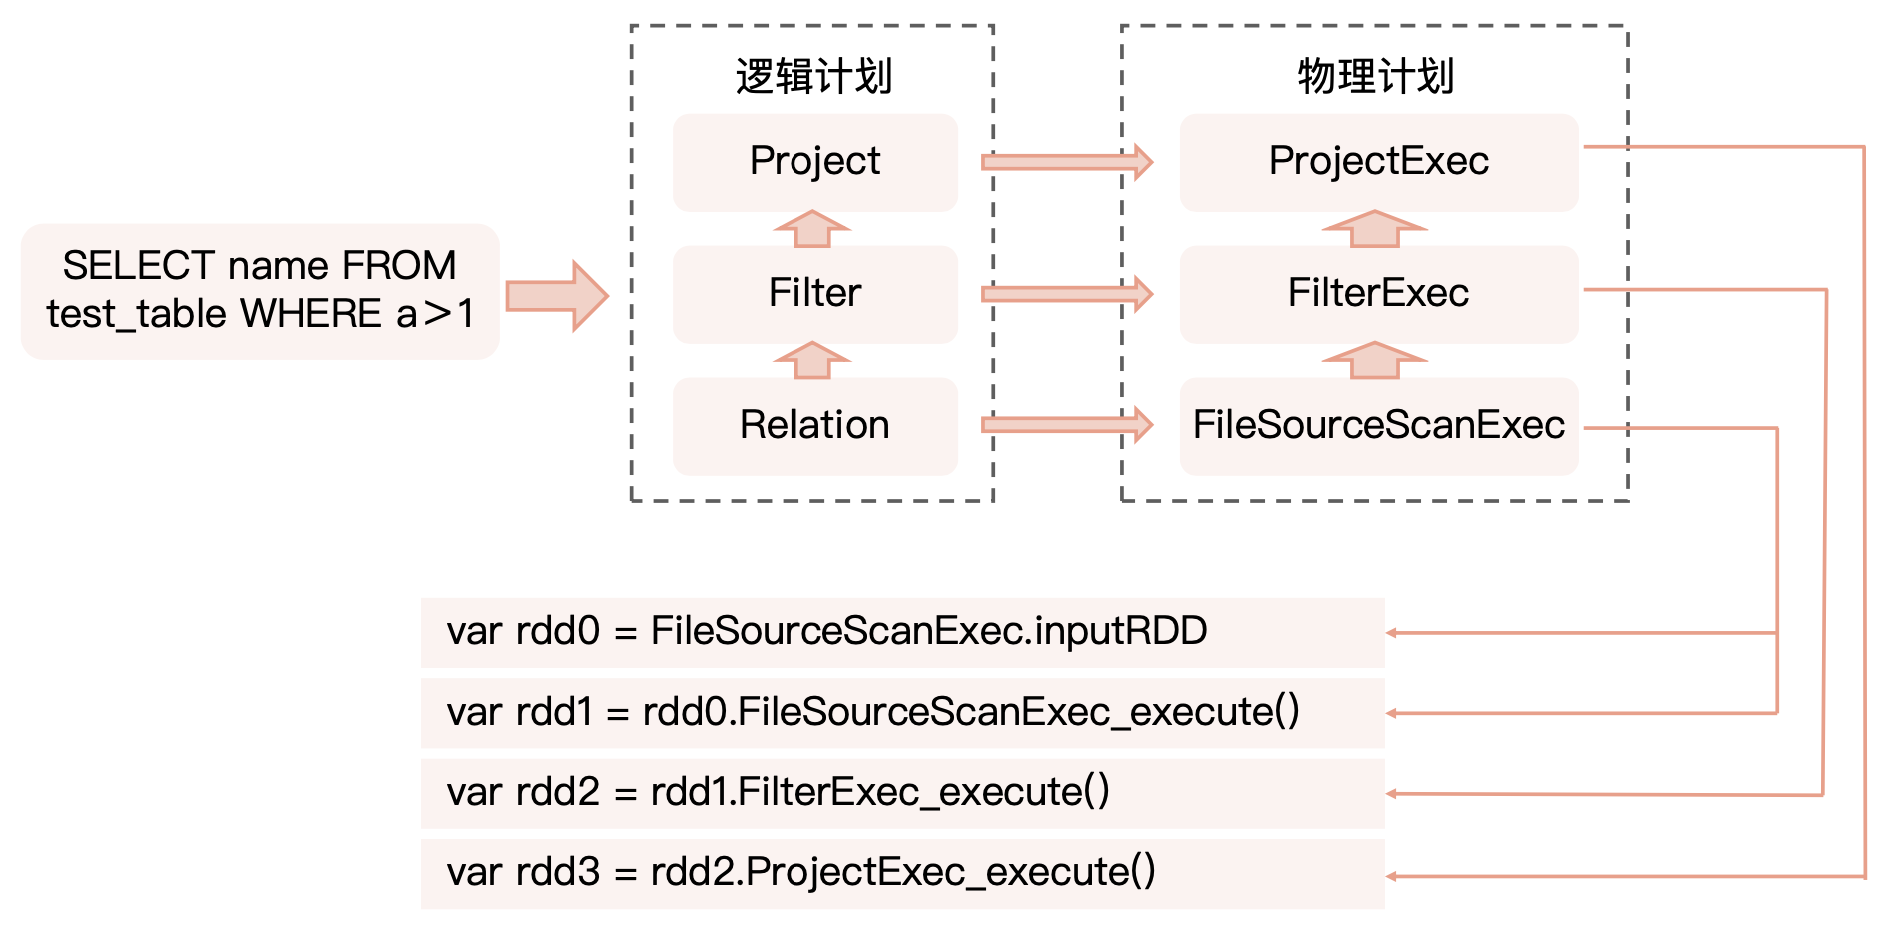 SELECT name FROM
test_table WHERE a>1
逻辑计划
Project
Filter
Relation
物理计划
ProjectExec
FilterExec
FileSourceScanExec
var rdd0 = FileSourceScanExec.inputRDD
var rdd1 = rdd0.FileSourceScanExec_execute()
var rdd2 = rdd1.FilterExec_execute()
var rdd3 = rdd2.ProjectExec_execute()